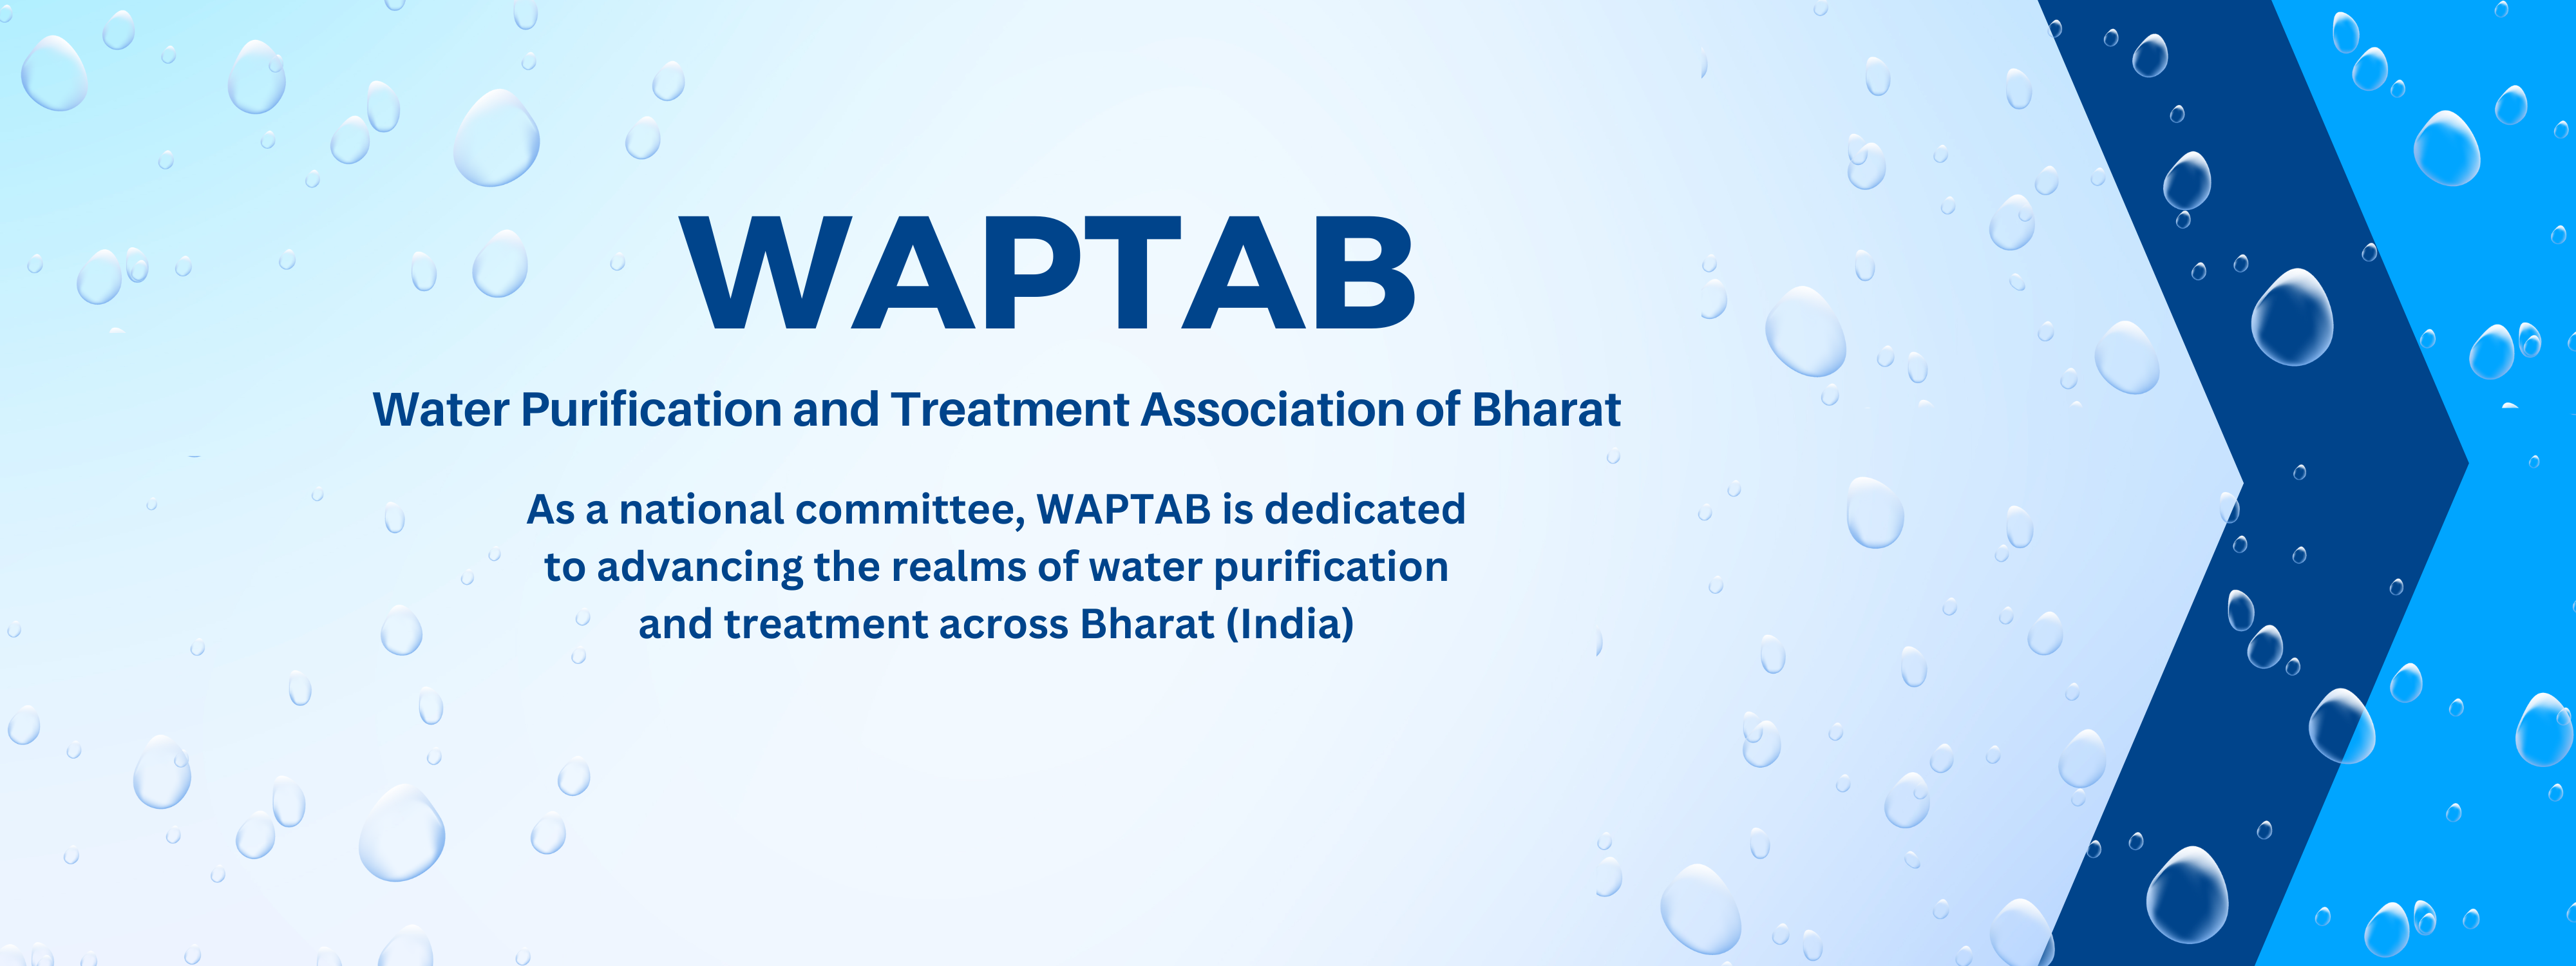 WAPTAB
Water Purification and Treatment Association of Bharat
As a national committee, WAPTAB is dedicated
to advancing the realms of water purification
and treatment across Bharat (India)